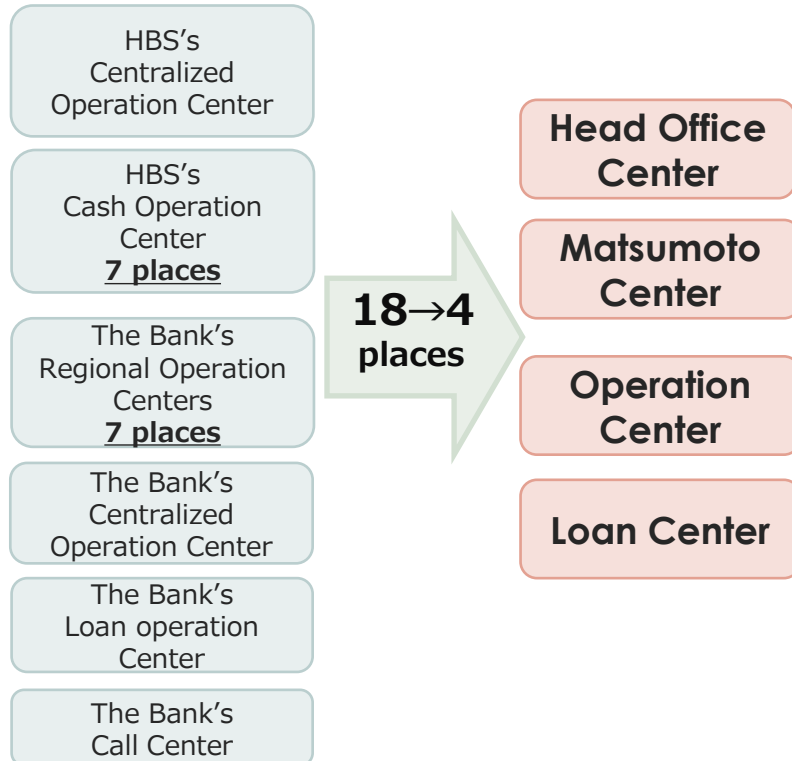 HBS’s
Centralized
Operation Center
HBS’s
Cash Operation
Center
7 places
The Bank’s
Regional Operation
Centers
7 places
The Bank’s
Centralized
Operation Center
The Bank’s
Loan operation
Center
The Bank’s
Call Center
18→4
places
Head Office
Center
Matsumoto
Center
Operation
Center
Loan Center